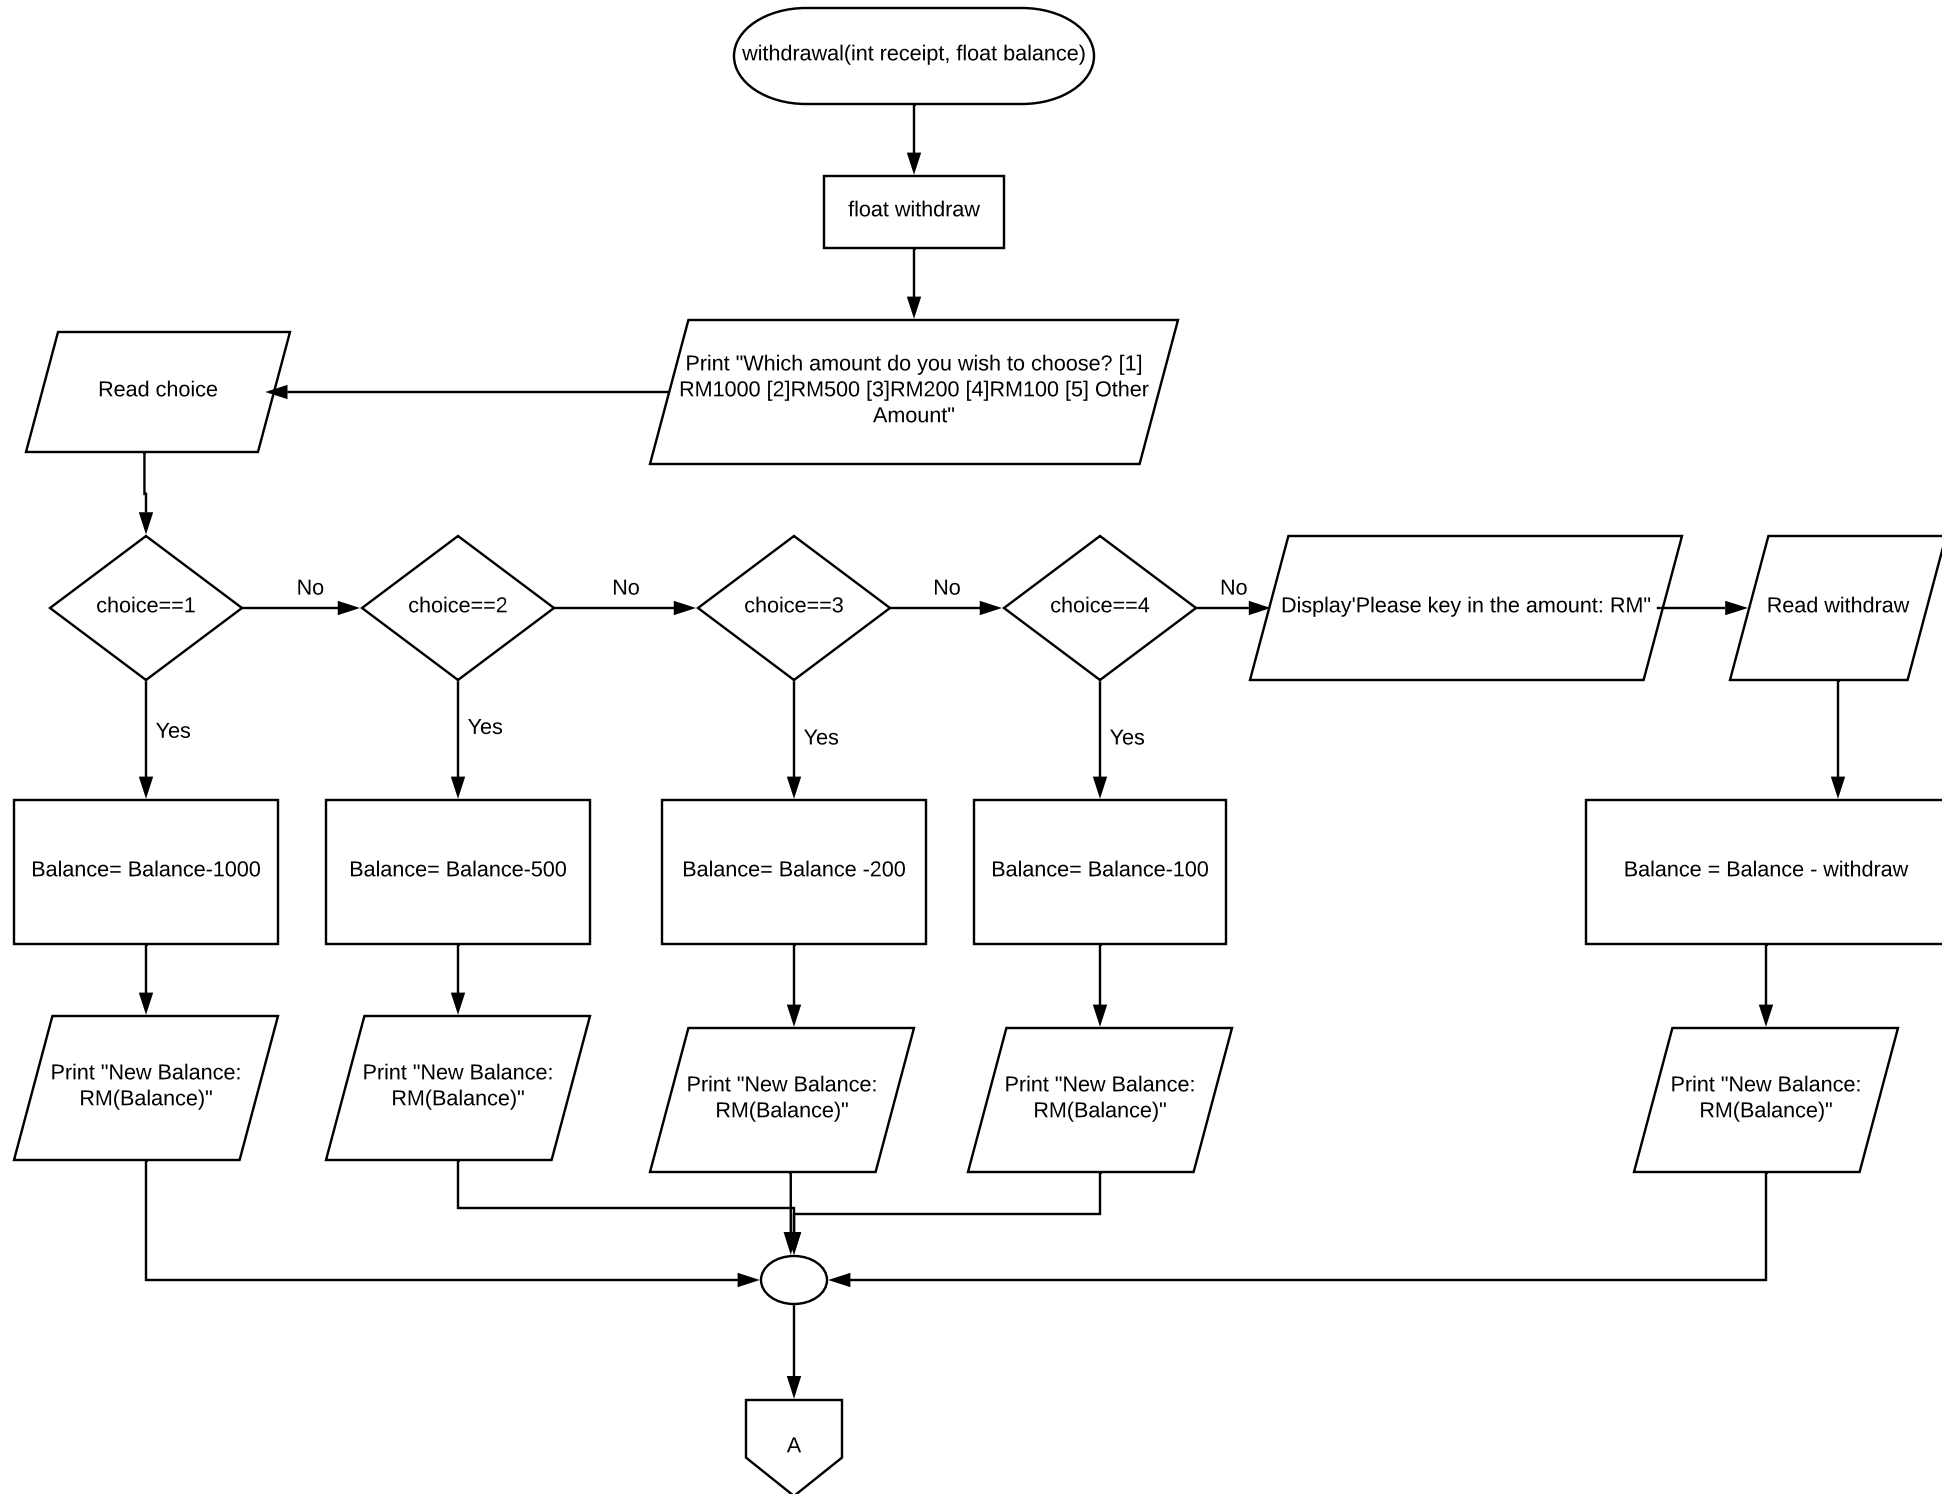 withdrawal(int receipt, float balance)
float withdraw
Print "Which amount do you wish to choose? [1]
RM1000 [2]RM500 [3]RM200 [4]RM100 [5] Other
Amount"
Read choice
choice==1
No
choice==2
No
choice==3
No
choice==4
No
Display'Please key in the amount: RM"
Read withdraw
Yes
Yes
Yes
Yes
Balance= Balance-1000
Balance= Balance-500
Balance= Balance -200
Balance= Balance-100
Balance = Balance - withdraw
Print "New Balance:
RM(Balance)"
Print "New Balance:
RM(Balance)"
Print "New Balance:
RM(Balance)"
Print "New Balance:
RM(Balance)"
Print "New Balance:
RM(Balance)"
A